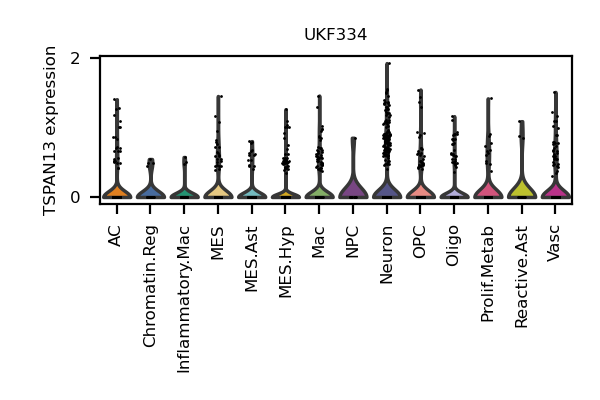 UKF334
TSPAN13 expression
2
0
AC
Chromatin.Reg
Inflammatory.Mac
MES
MES.Ast
MES.Hyp
Mac
NPC
Neuron
OPC
Oligo
Prolif.Metab
Reactive.Ast
Vasc